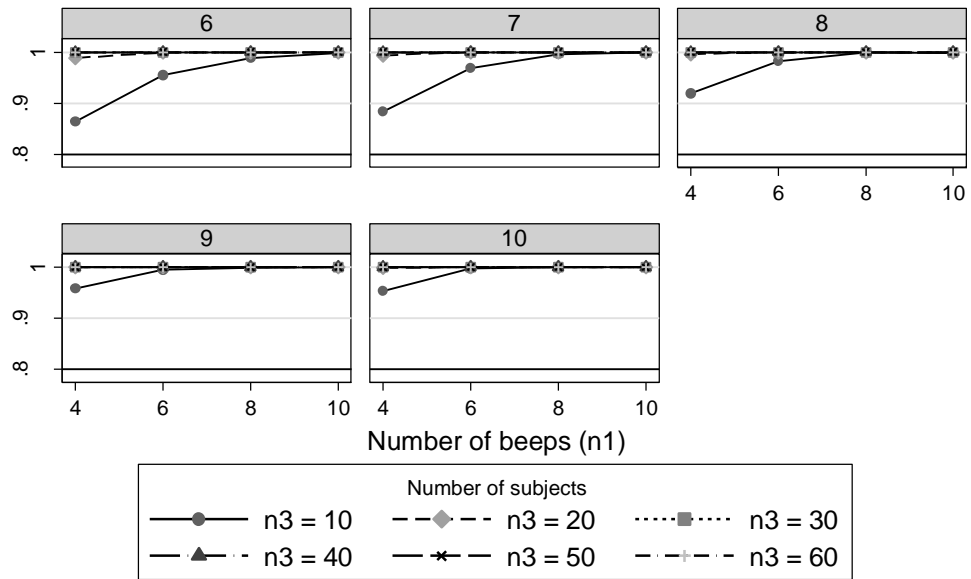 6 7 8
1
.9
.8
4 6 8 10
9 10
1
.9
.8
4 6 8 10 4 6 8 10
Number of beeps (n1)
Number of subjects
n3 = 10 n3 = 20 n3 = 30
n3 = 40 n3 = 50 n3 = 60